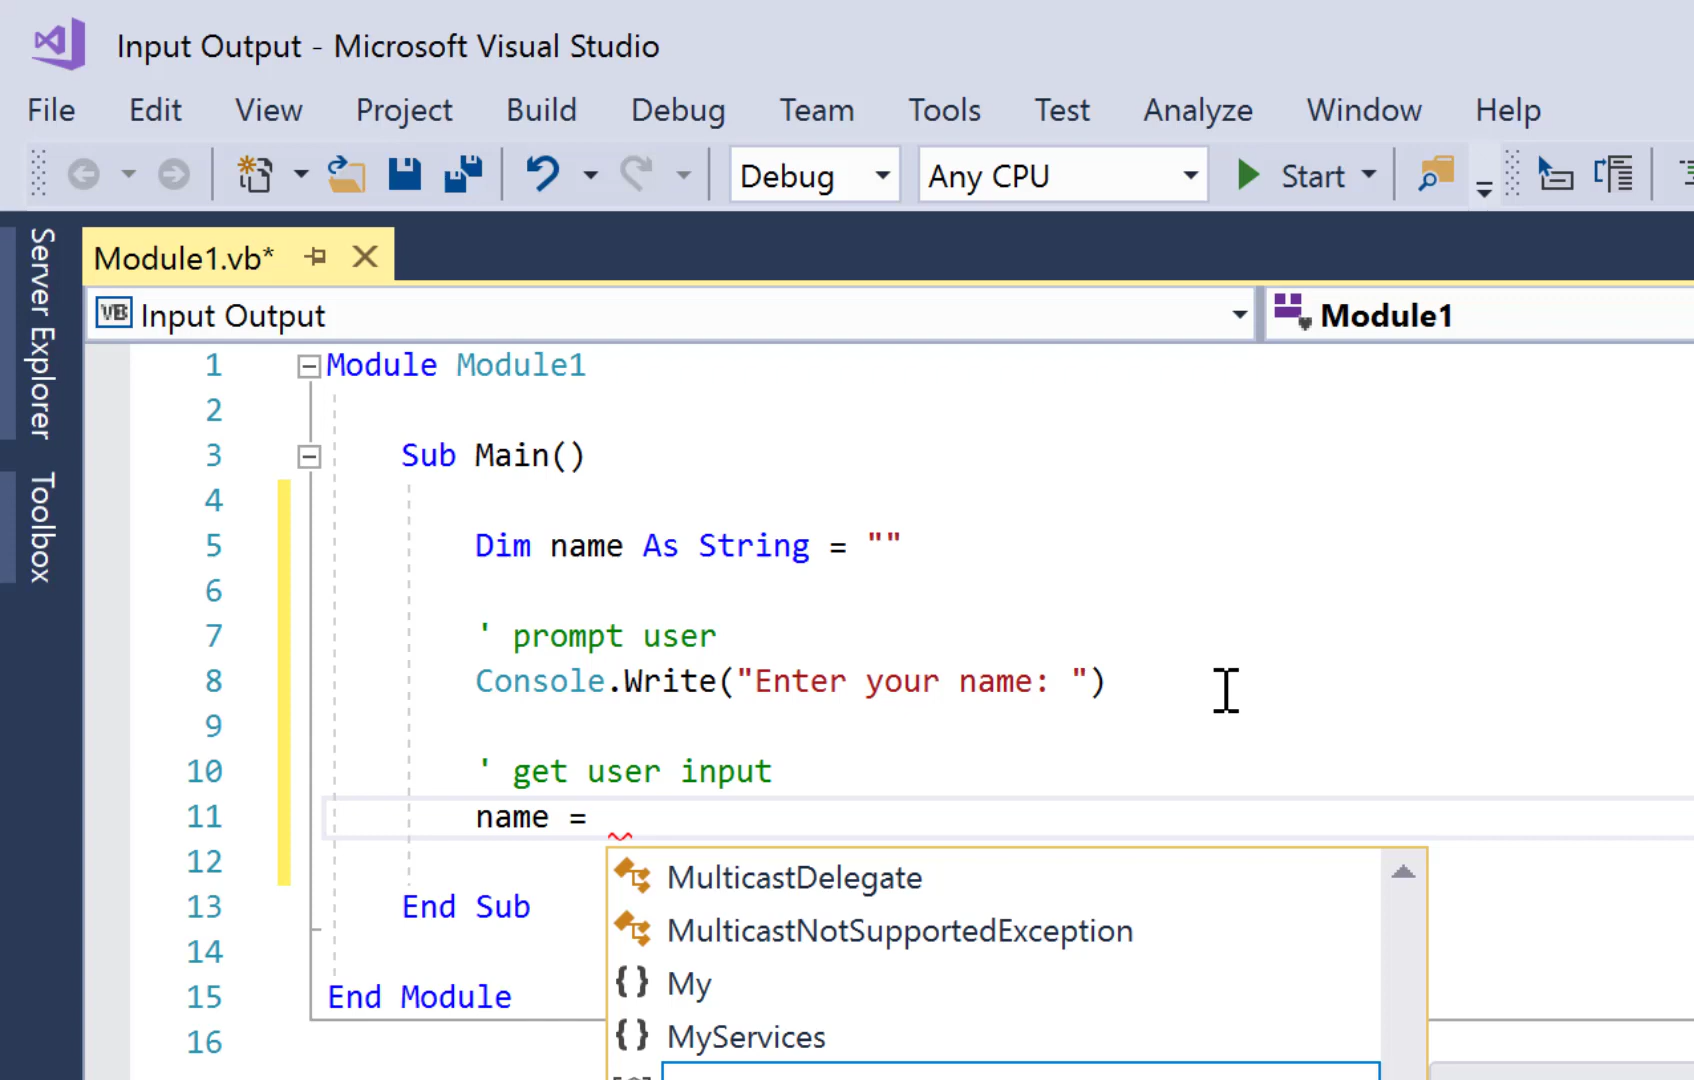 Input Output - Microsoft Visual Studio
File Edit View Project Build Debug Team Tools Test Analyze Window Help
Debug Any CPU Start
Server Explorer
Toolbox
Module1.vb*
VB Input Output Module1
1 Module Module1
2
3 Sub Main()
4
5 Dim name As String = ""
6
7 ' prompt user
8 Console.Write("Enter your name: ")
9
10 ' get user input
11 name =
12
13 End Sub
14
15 End Module
16
MulticastDelegate
MulticastNotSupportedException
{} My
{} MyServices